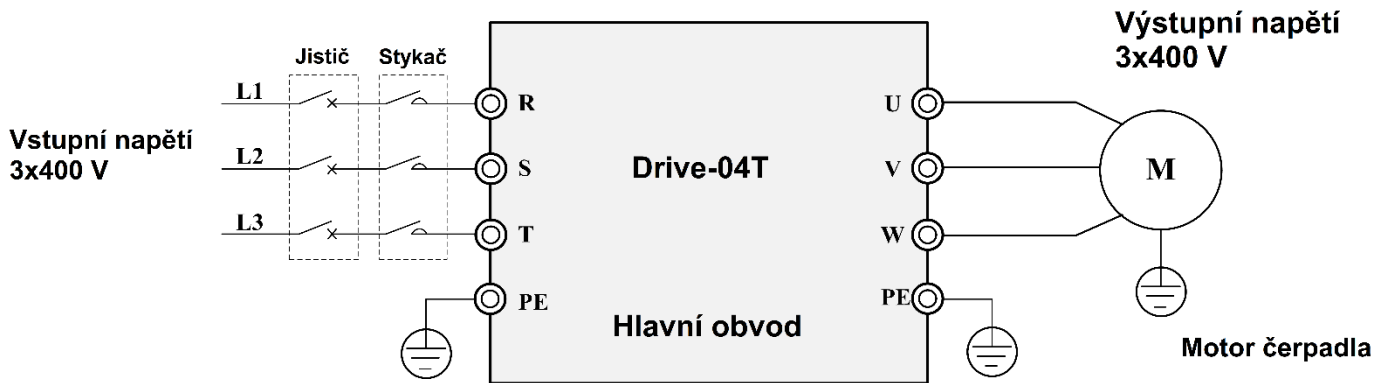 Výstupní napětí
3x400 V
Jistič
Stykač
L1
R
U
Vstupní napětí
3x400 V
L2
S
Drive-04T
V
M
L3
T
W
PE
PE
Hlavní obvod
Motor čerpadla